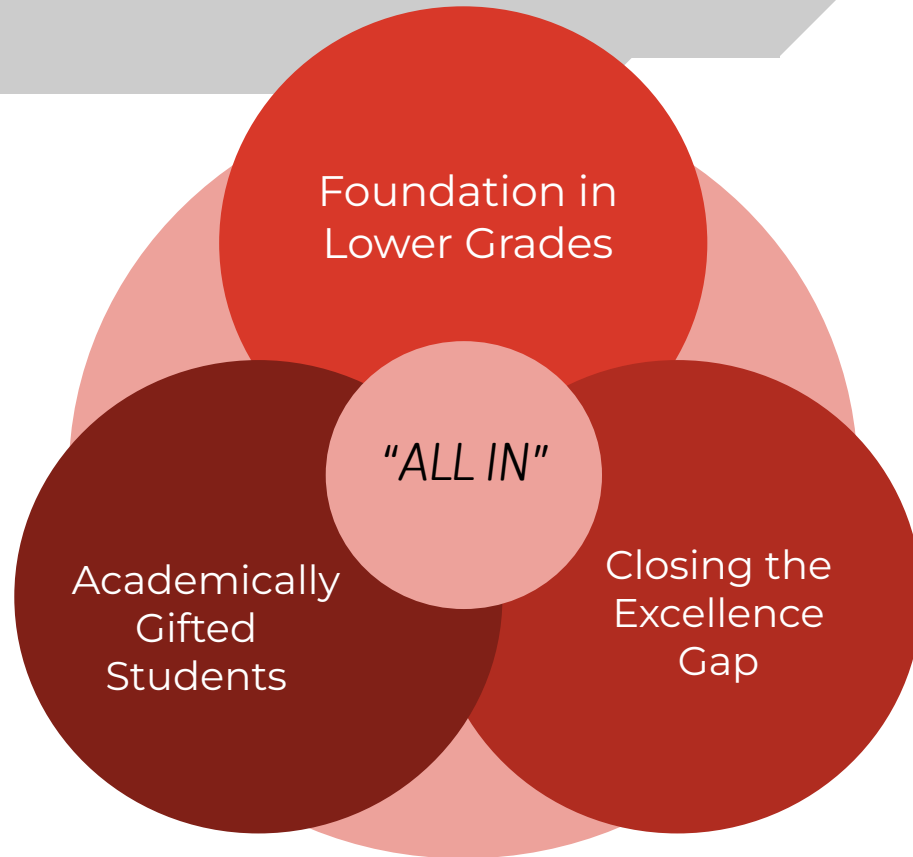 Foundation in
Lower Grades
"ALL IN"
Academically
Gifted
Students
Closing the
Excellence
Gap